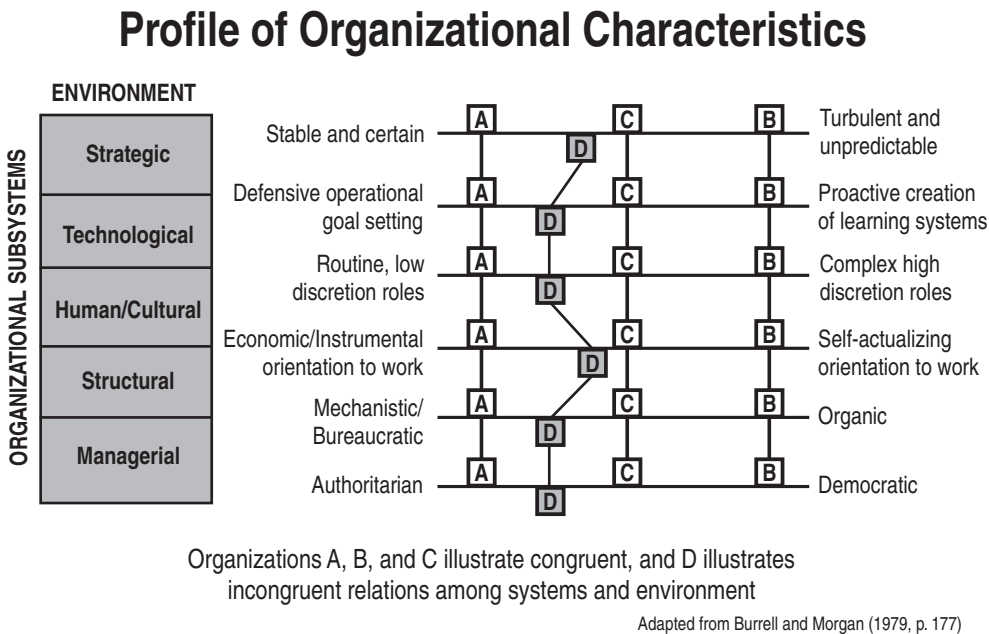 Profile of Organizational Characteristics
ENVIRONMENT
ORGANIZATIONAL SUBSYSTEMS
Strategic
Technological
Human/Cultural
Structural
Managerial
Stable and certain
A
C
B
D
Turbulent and
unpredictable
Defensive operational
goal setting
A
C
B
D
Proactive creation
of learning systems
Routine, low
discretion roles
A
C
B
D
Complex high
discretion roles
Economic/Instrumental
orientation to work
A
C
B
D
Self-actualizing
orientation to work
Mechanistic/
Bureaucratic
A
C
B
D
Organic
Authoritarian
A
C
B
D
Democratic
Organizations A, B, and C illustrate congruent, and D illustrates
incongruent relations among systems and environment
Adapted from Burrell and Morgan (1979, p. 177)